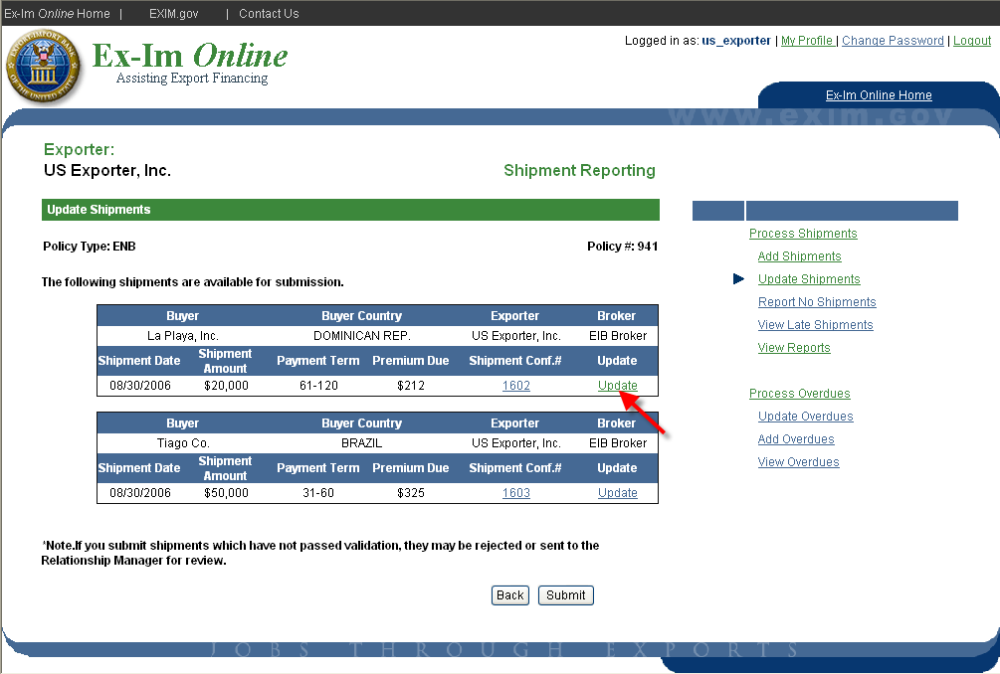 Ex-Im Online Home | EXIM.gov | Contact Us
Logged in as: us_exporter | My Profile | Change Password | Logout
EXPORT-IMPORT BANK
OF THE UNITED STATES
Ex-Im Online
Assisting Export Financing
Ex-Im Online Home
www.exim.gov
Exporter:
US Exporter, Inc.
Shipment Reporting
Update Shipments
Policy Type: ENB Policy #: 941
The following shipments are available for submission.
Buyer Buyer Country Exporter Broker
La Playa, Inc. DOMINICAN REP. US Exporter, Inc. EIB Broker
Shipment Date Shipment Amount Payment Term Premium Due Shipment Conf.# Update
08/30/2006 $20,000 61-120 $212 1602 Update
Buyer Buyer Country Exporter Broker
Tiago Co. BRAZIL US Exporter, Inc. EIB Broker
Shipment Date Shipment Amount Payment Term Premium Due Shipment Conf.# Update
08/30/2006 $50,000 31-60 $325 1603 Update
*Note.If you submit shipments which have not passed validation, they may be rejected or sent to the
Relationship Manager for review.
Back Submit
Process Shipments
Add Shipments
Update Shipments
Report No Shipments
View Late Shipments
View Reports
Process Overdues
Update Overdues
Add Overdues
View Overdues
JOBS THROUGH EXPORTS